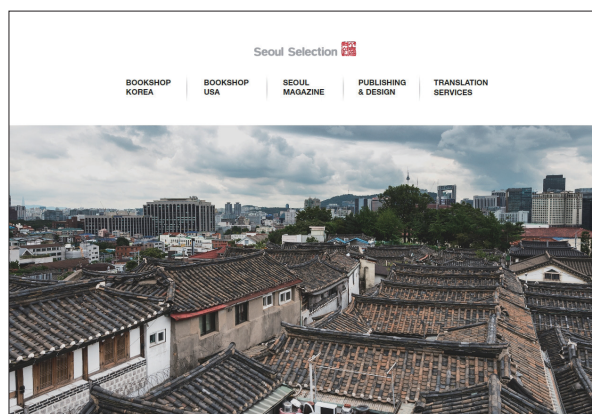 Seoul Selection
BOOKSHOP
KOREA
BOOKSHOP
USA
SEOUL
MAGAZINE
PUBLISHING
& DESIGN
TRANSLATION
SERVICES